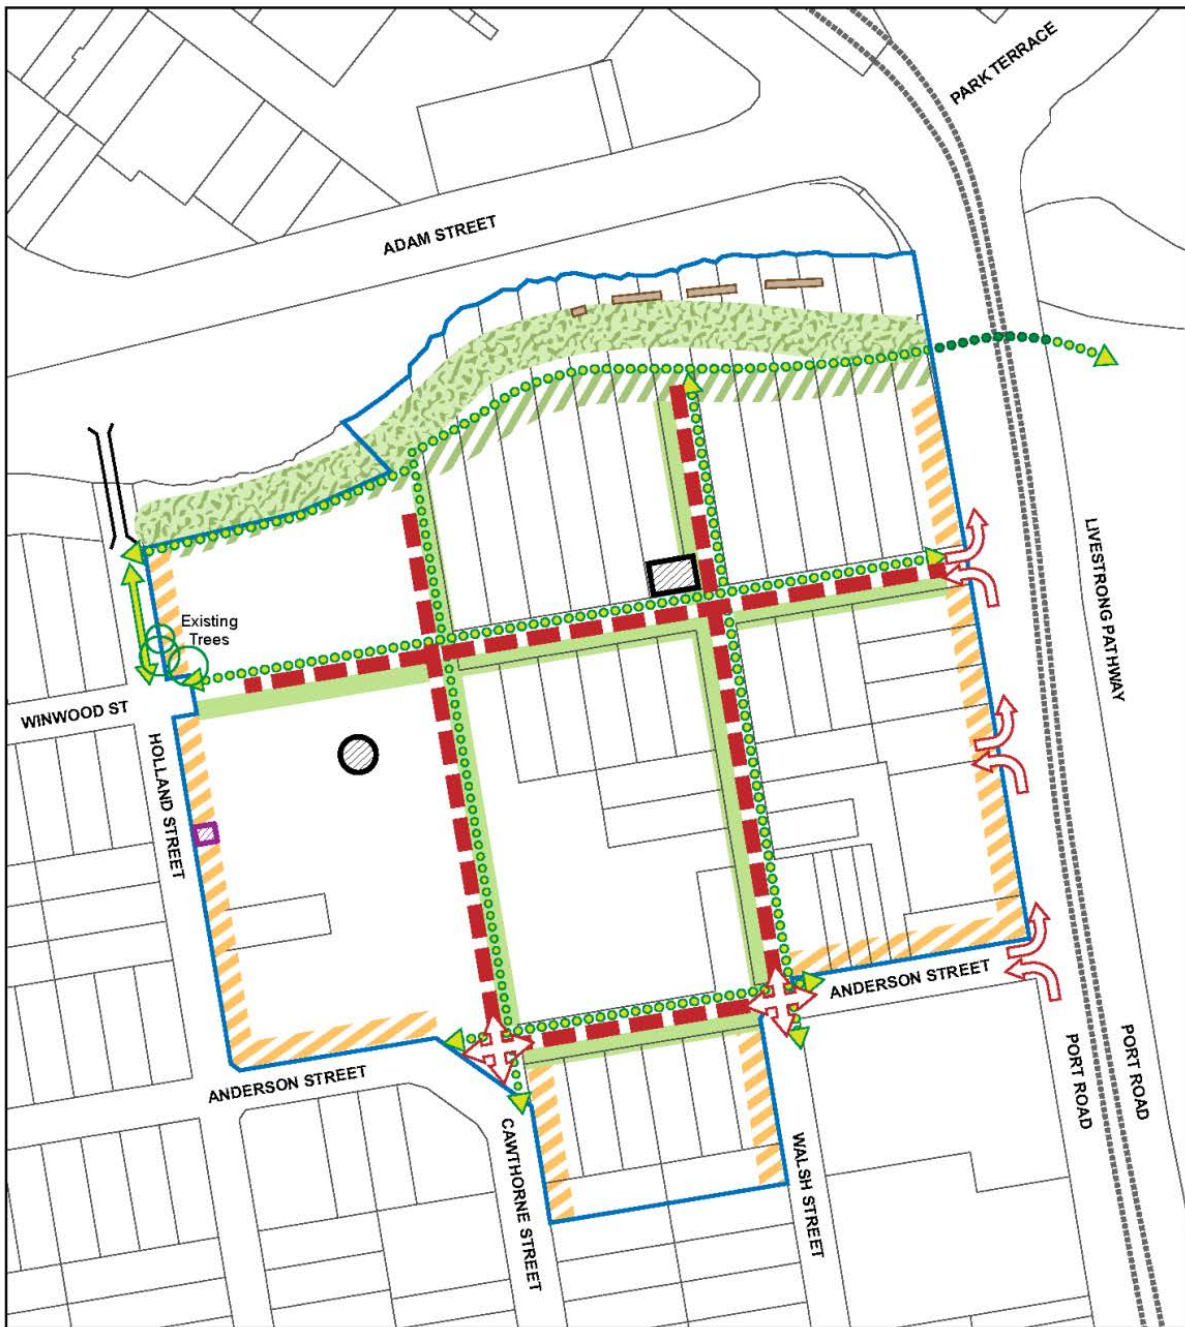 PARK TERRACE
ADAM STREET
LIVESTRONG PATHWAY
Existing
Trees
WINWOOD ST
HOLLAND STREET
ANDERSON STREET
ANDERSON STREET
CAWTHORNE STREET
WALSH STREET
PORT ROAD
PORT ROAD